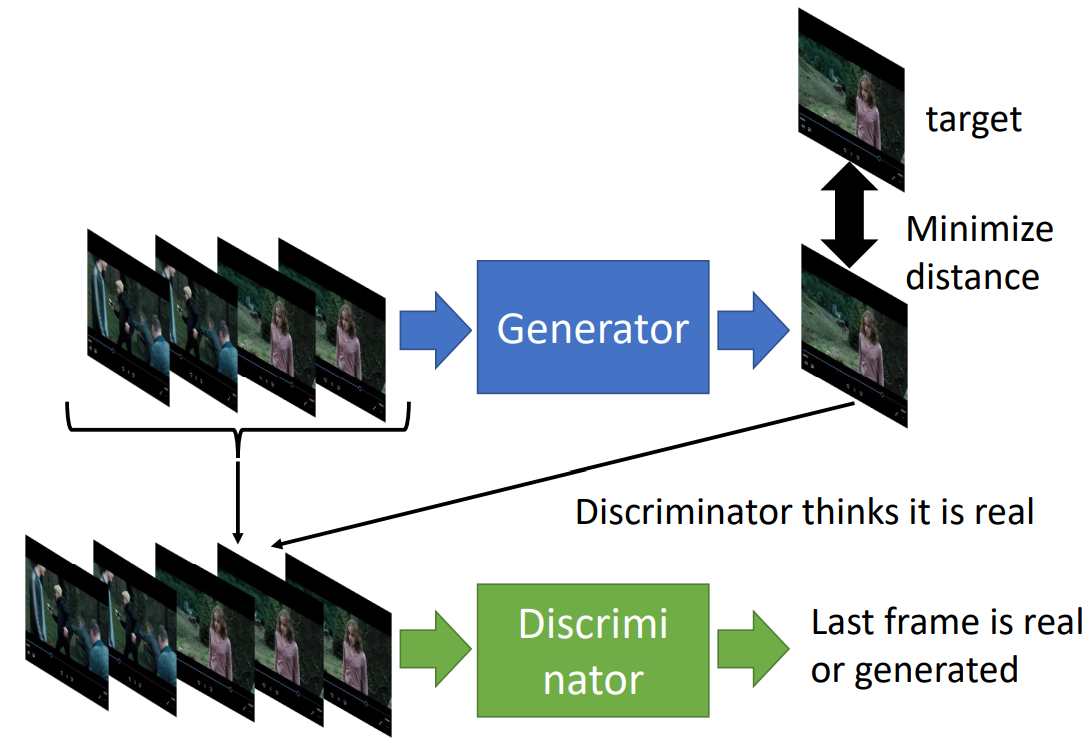 target
Minimize
distance
Generator
Discriminator thinks it is real
Discrimi
nator
Last frame is real
or generated